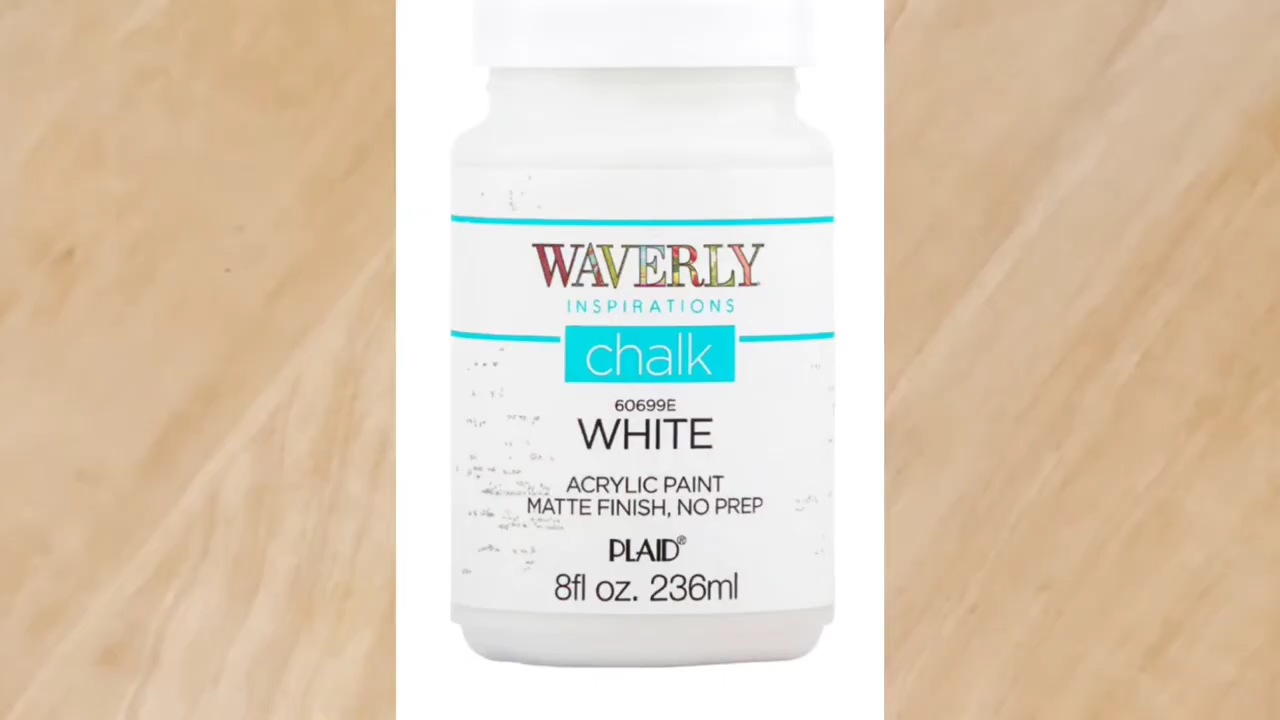 WAVERLY
INSPIRATIONS
chalk
60699E
WHITE
ACRYLIC PAINT
MATTE FINISH, NO PREP
PLAID®
8fl oz. 236ml